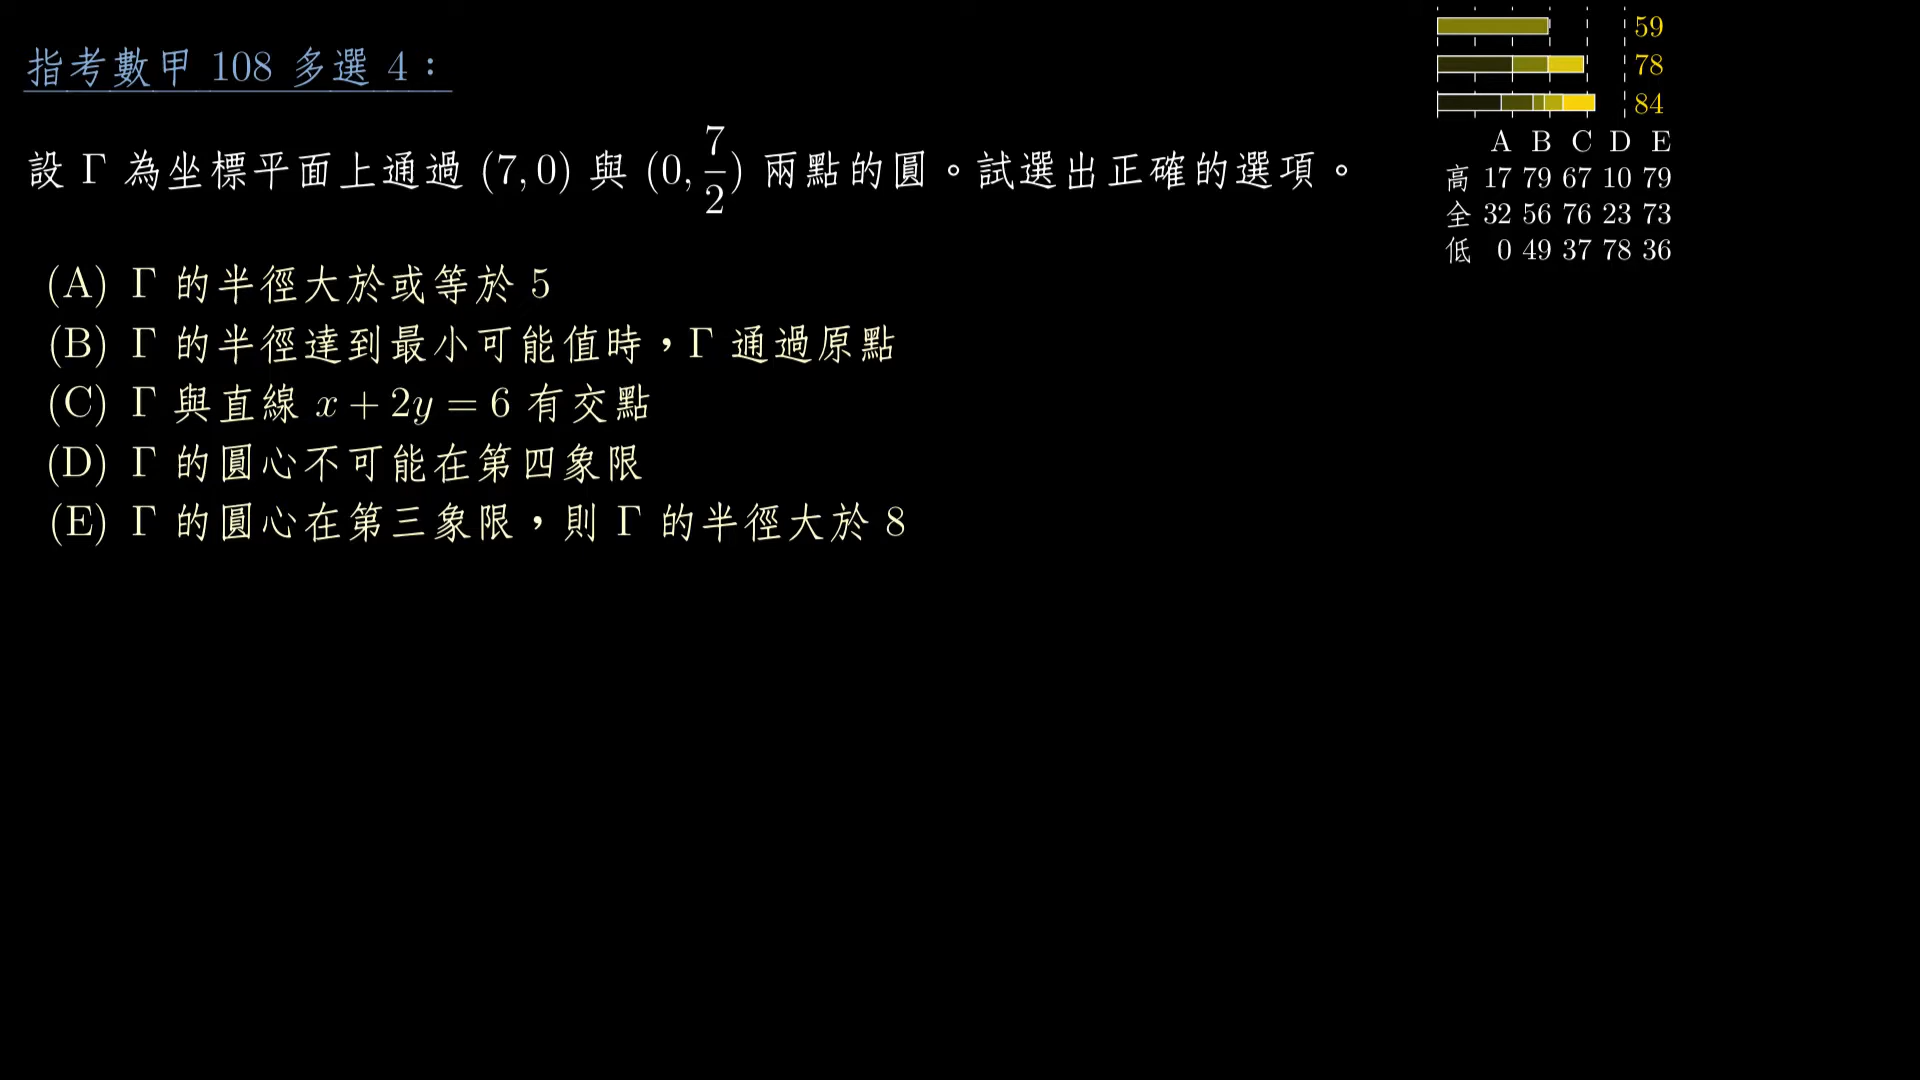 指考數甲 108 多選 4：
設 Γ 為坐標平面上通過 (7, 0) 與 (0, 7/2) 兩點的圓。試選出正確的選項。
(A) Γ 的半徑大於或等於 5
(B) Γ 的半徑達到最小可能值時，Γ 通過原點
(C) Γ 與直線 x + 2y = 6 有交點
(D) Γ 的圓心不可能在第四象限
(E) Γ 的圓心在第三象限，則 Γ 的半徑大於 8
59
78
84
A B C D E
高 17 79 67 10 79
全 32 56 76 23 73
低 0 49 37 78 36